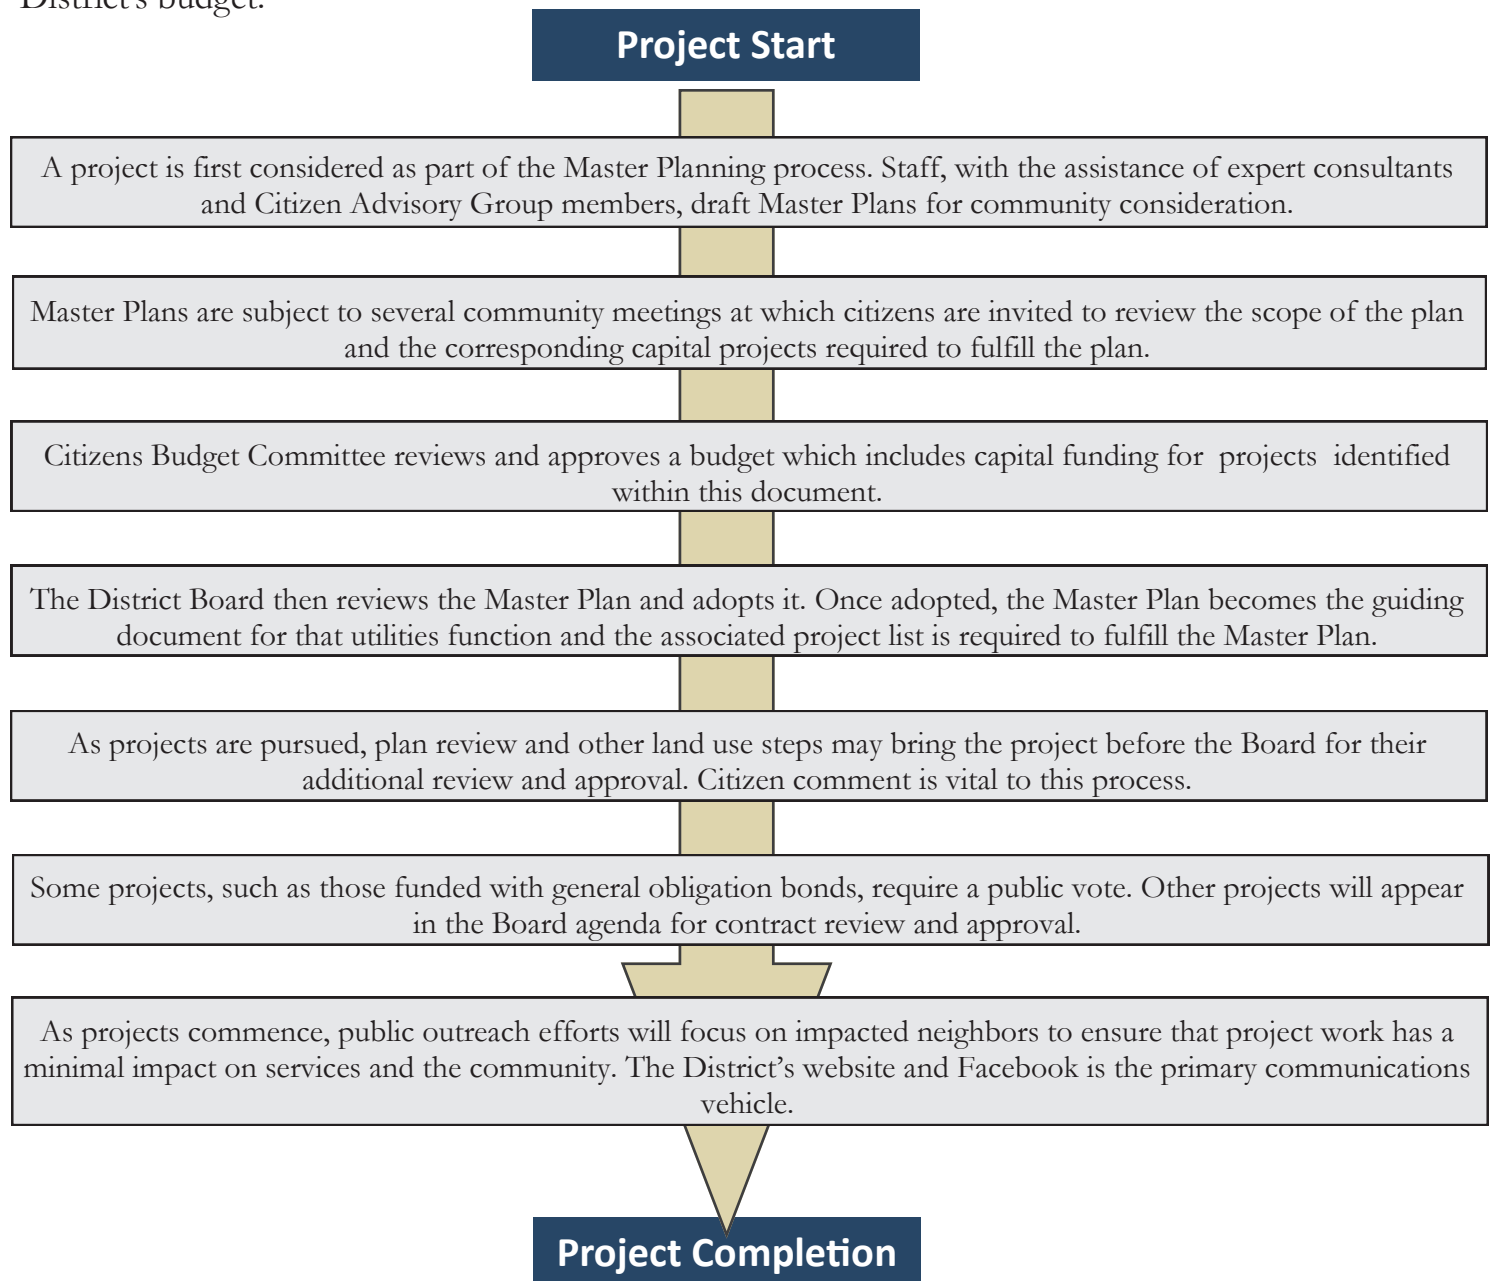 District's budget.
Project Start
A project is first considered as part of the Master Planning process. Staff, with the assistance of expert consultants
and Citizen Advisory Group members, draft Master Plans for community consideration.
Master Plans are subject to several community meetings at which citizens are invited to review the scope of the plan
and the corresponding capital projects required to fulfill the plan.
Citizens Budget Committee reviews and approves a budget which includes capital funding for projects identified
within this document.
The District Board then reviews the Master Plan and adopts it. Once adopted, the Master Plan becomes the guiding
document for that utilities function and the associated project list is required to fulfill the Master Plan.
As projects are pursued, plan review and other land use steps may bring the project before the Board for their
additional review and approval. Citizen comment is vital to this process.
Some projects, such as those funded with general obligation bonds, require a public vote. Other projects will appear
in the Board agenda for contract review and approval.
As projects commence, public outreach efforts will focus on impacted neighbors to ensure that project work has a
minimal impact on services and the community. The District’s website and Facebook is the primary communications
vehicle.
Project Completion